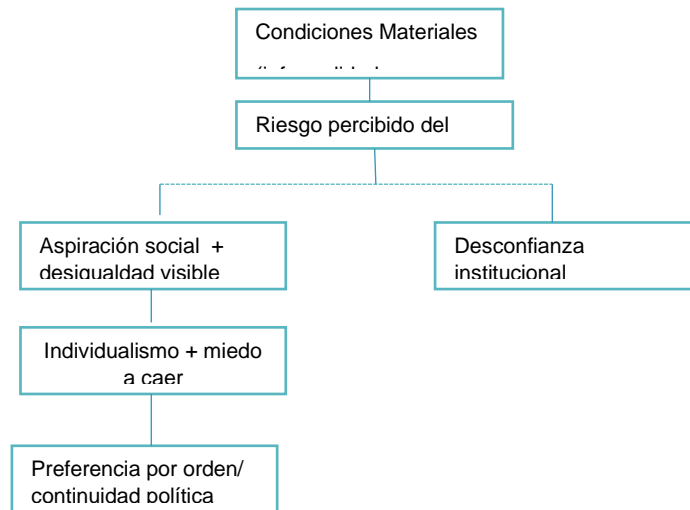 Condiciones Materiales
Riesgo percibido del
Aspiración social + 
desigualdad visible
Desconfianza
institucional
Individualismo + miedo
a caer
Preferencia por orden/
continuidad política